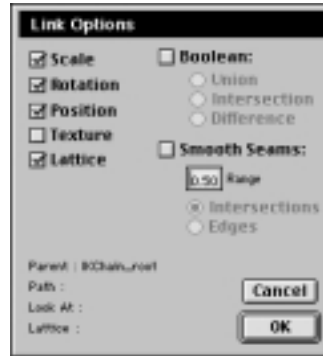 Link Options
Scale
Rotation
Position
Texture
Lattice
Boolean:
Union
Intersection
Difference
Smooth Seams:
0.50 Range
Intersections
Edges
Parent : IKChain_root
Path :
Look At :
Lattice :
Cancel
OK